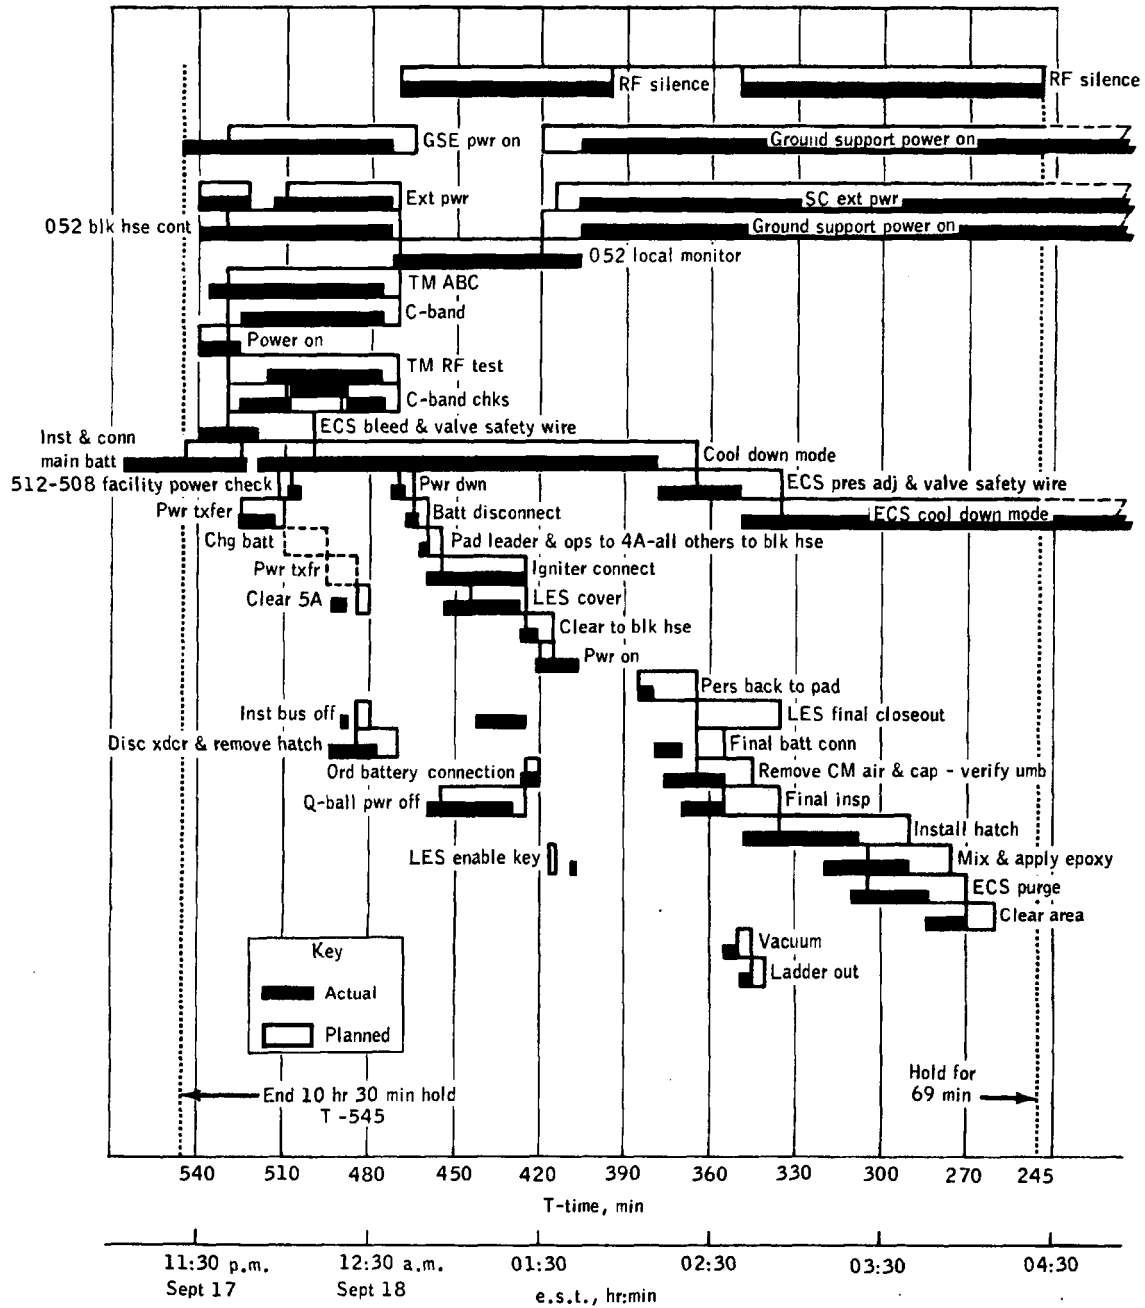 RF silence
RF silence
GSE pwr on
Ground support power on
Ext pwr
SC ext pwr
052 blk hse cont
Ground support power on
052 local monitor
TM ABC
C-band
Power on
TM RF test
C-band chks
ECS bleed & valve safety wire
Inst & conn
main batt
Cool down mode
512-508 facility power check
Pwr dwn
ECS pres adj & valve safety wire
Pwr txfer
Batt disconnect
ECS cool down mode
Chg batt
Pad leader & ops to 4A-all others to blk hse
Pwr txfr
Igniter connect
Clear 5A
LES cover
Clear to blk hse
Pwr on
Pers back to pad
Inst bus off
LES final closeout
Disc xdcr & remove hatch
Final batt conn
Ord battery connection
Remove CM air & cap - verify umb
Q-ball pwr off
Final insp
Install hatch
LES enable key
Mix & apply epoxy
ECS purge
Clear area
Vacuum
Ladder out
Key
Actual
Planned
End 10 hr 30 min hold
T -545
Hold for
69 min
540 510 480 450 420 390 360 330 300 270 245
T-time, min
11:30 p.m. 12:30 a.m. 01:30 02:30 03:30 04:30
Sept 17 Sept 18
e.s.t., hr:min